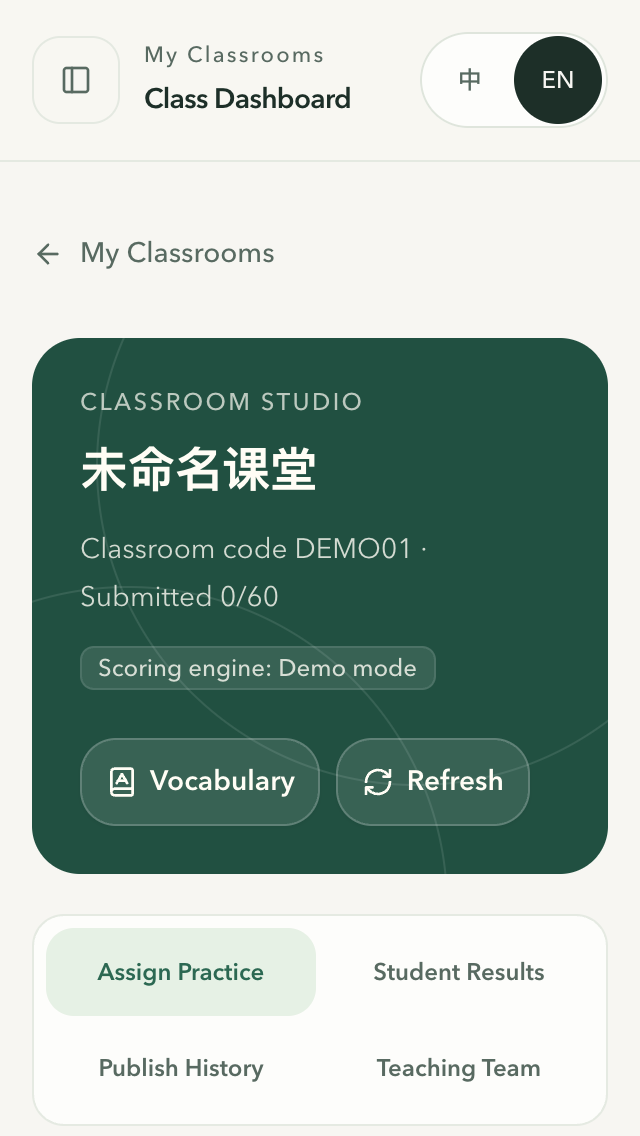 My Classrooms
Class Dashboard
中
EN
My Classrooms
CLASSROOM STUDIO
未命名课堂
Classroom code DEMO01 ·
Submitted 0/60
Scoring engine: Demo mode
Vocabulary
Refresh
Assign Practice
Student Results
Publish History
Teaching Team